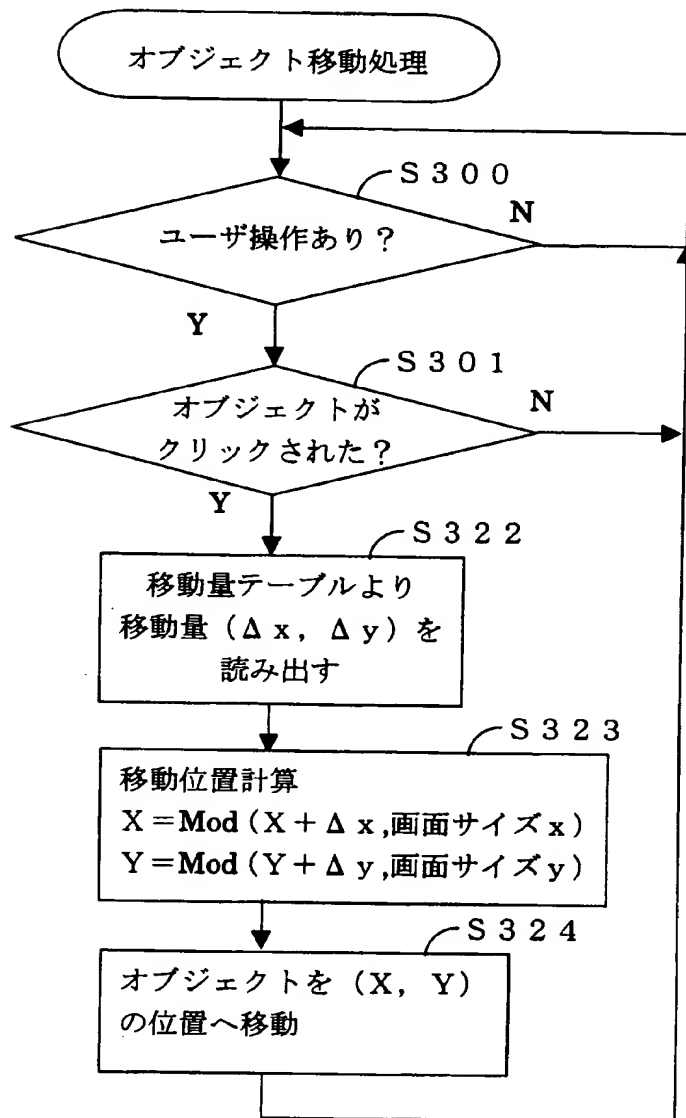 オブジェクト移動処理
S300
ユーザ操作あり?
N
Y
S301
オブジェクトが
クリックされた?
N
Y
S322
移動量テーブルより
移動量(Δx, Δy)を
読み出す
S323
移動位置計算
X=Mod(X+Δx,画面サイズx)
Y=Mod(Y+Δy,画面サイズy)
S324
オブジェクトを(X, Y)
の位置へ移動